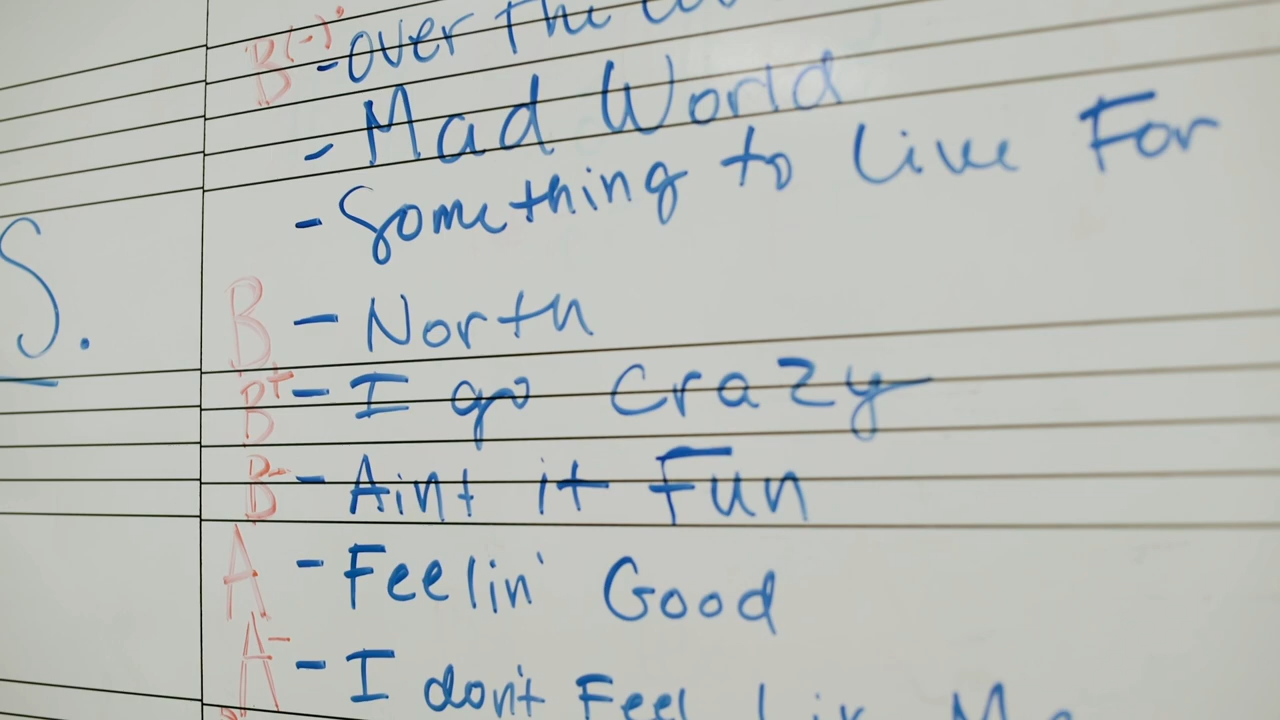 B(-) - over the
- Mad World
- Something to Live For
S.
B - North
B+ - I go Crazy
B- - Aint it Fun
A - Feelin' Good
A- - I don't Feel